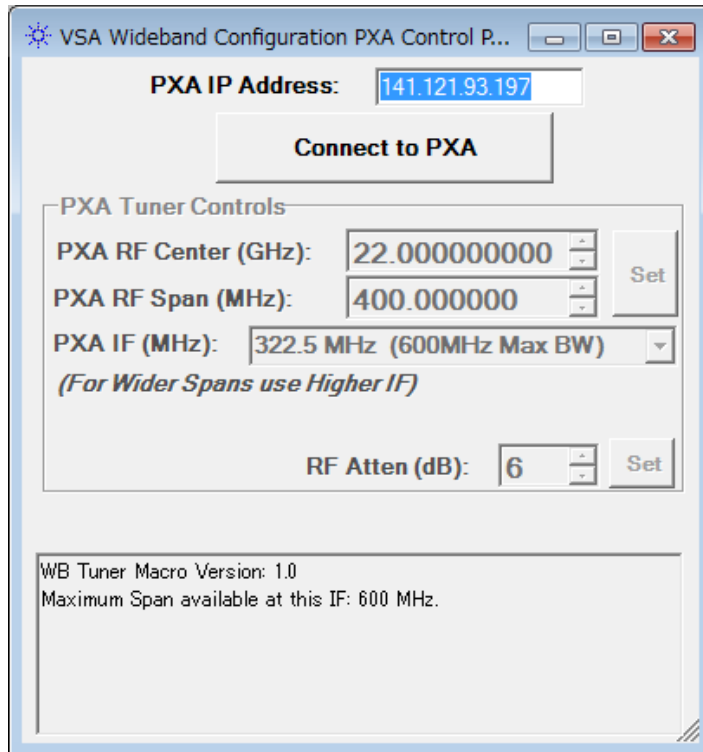 VSA Wideband Configuration PXA Control P...
PXA IP Address: 141.121.93.197
Connect to PXA
PXA Tuner Controls
PXA RF Center (GHz): 22.000000000
Set
PXA RF Span (MHz): 400.000000
PXA IF (MHz): 322.5 MHz (600MHz Max BW)
(For Wider Spans use Higher IF)
RF Atten (dB): 6 Set
WB Tuner Macro Version: 1.0
Maximum Span available at this IF: 600 MHz.